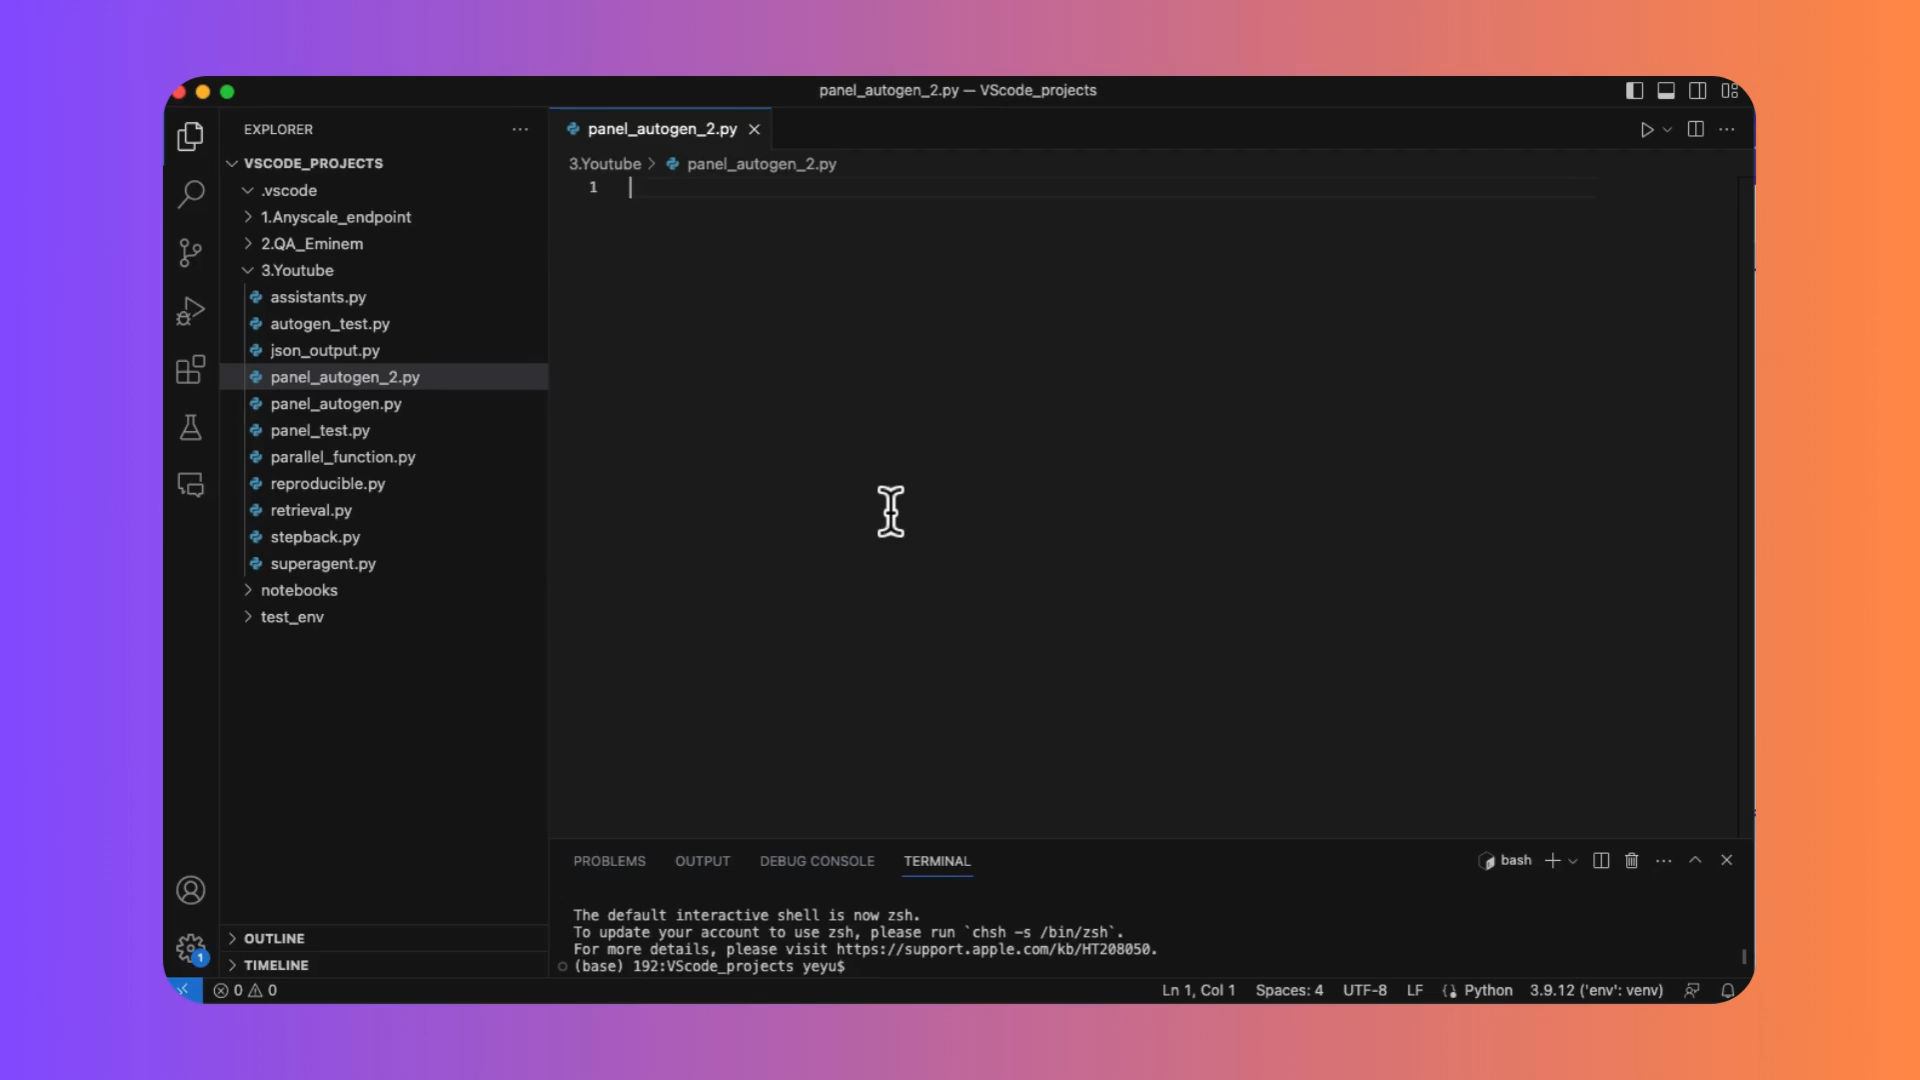 panel_autogen_2.py — VScode_projects
EXPLORER
VSCODE_PROJECTS
.vscode
1.Anyscale_endpoint
2.QA_Eminem
3.Youtube
assistants.py
autogen_test.py
json_output.py
panel_autogen_2.py
panel_autogen.py
panel_test.py
parallel_function.py
reproducible.py
retrieval.py
stepback.py
superagent.py
notebooks
test_env
OUTLINE
TIMELINE
panel_autogen_2.py
3.Youtube > panel_autogen_2.py
1
PROBLEMS OUTPUT DEBUG CONSOLE TERMINAL
bash
The default interactive shell is now zsh.
To update your account to use zsh, please run `chsh -s /bin/zsh`.
For more details, please visit https://support.apple.com/kb/HT208050.
(base) 192:VScode_projects yeyu$
1
0 0
Ln 1, Col 1 Spaces: 4 UTF-8 LF Python 3.9.12 ('env': venv)